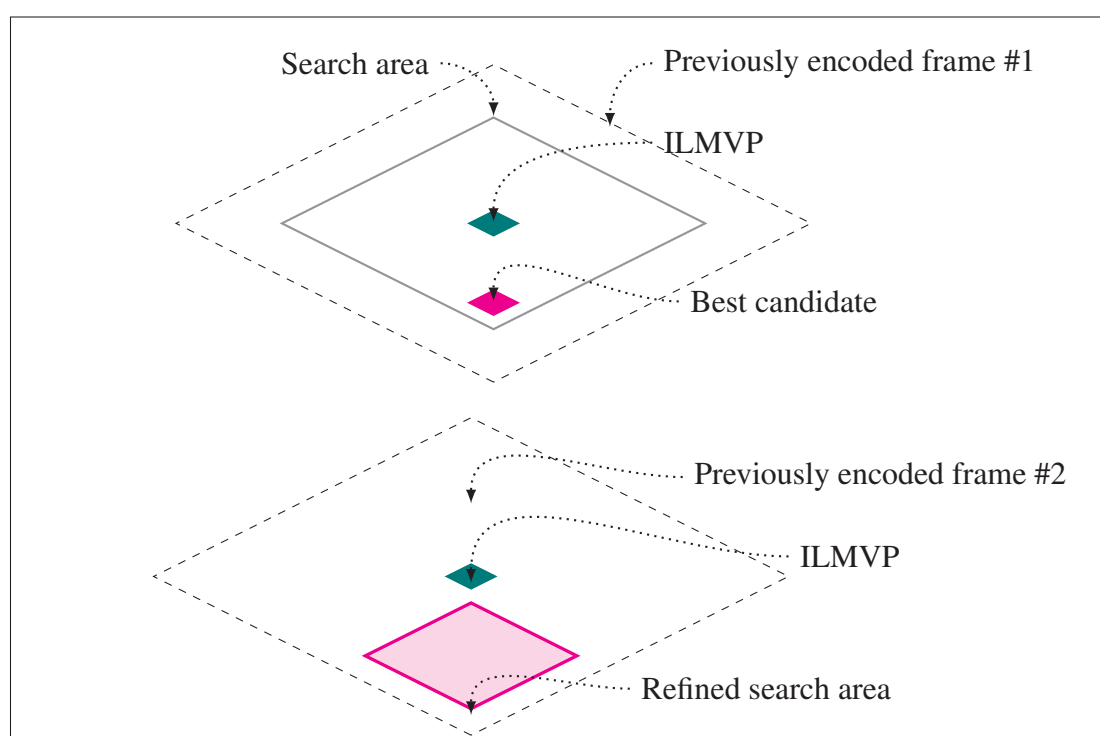 Search area
Previously encoded frame #1
ILMVP
Best candidate
Previously encoded frame #2
ILMVP
Refined search area